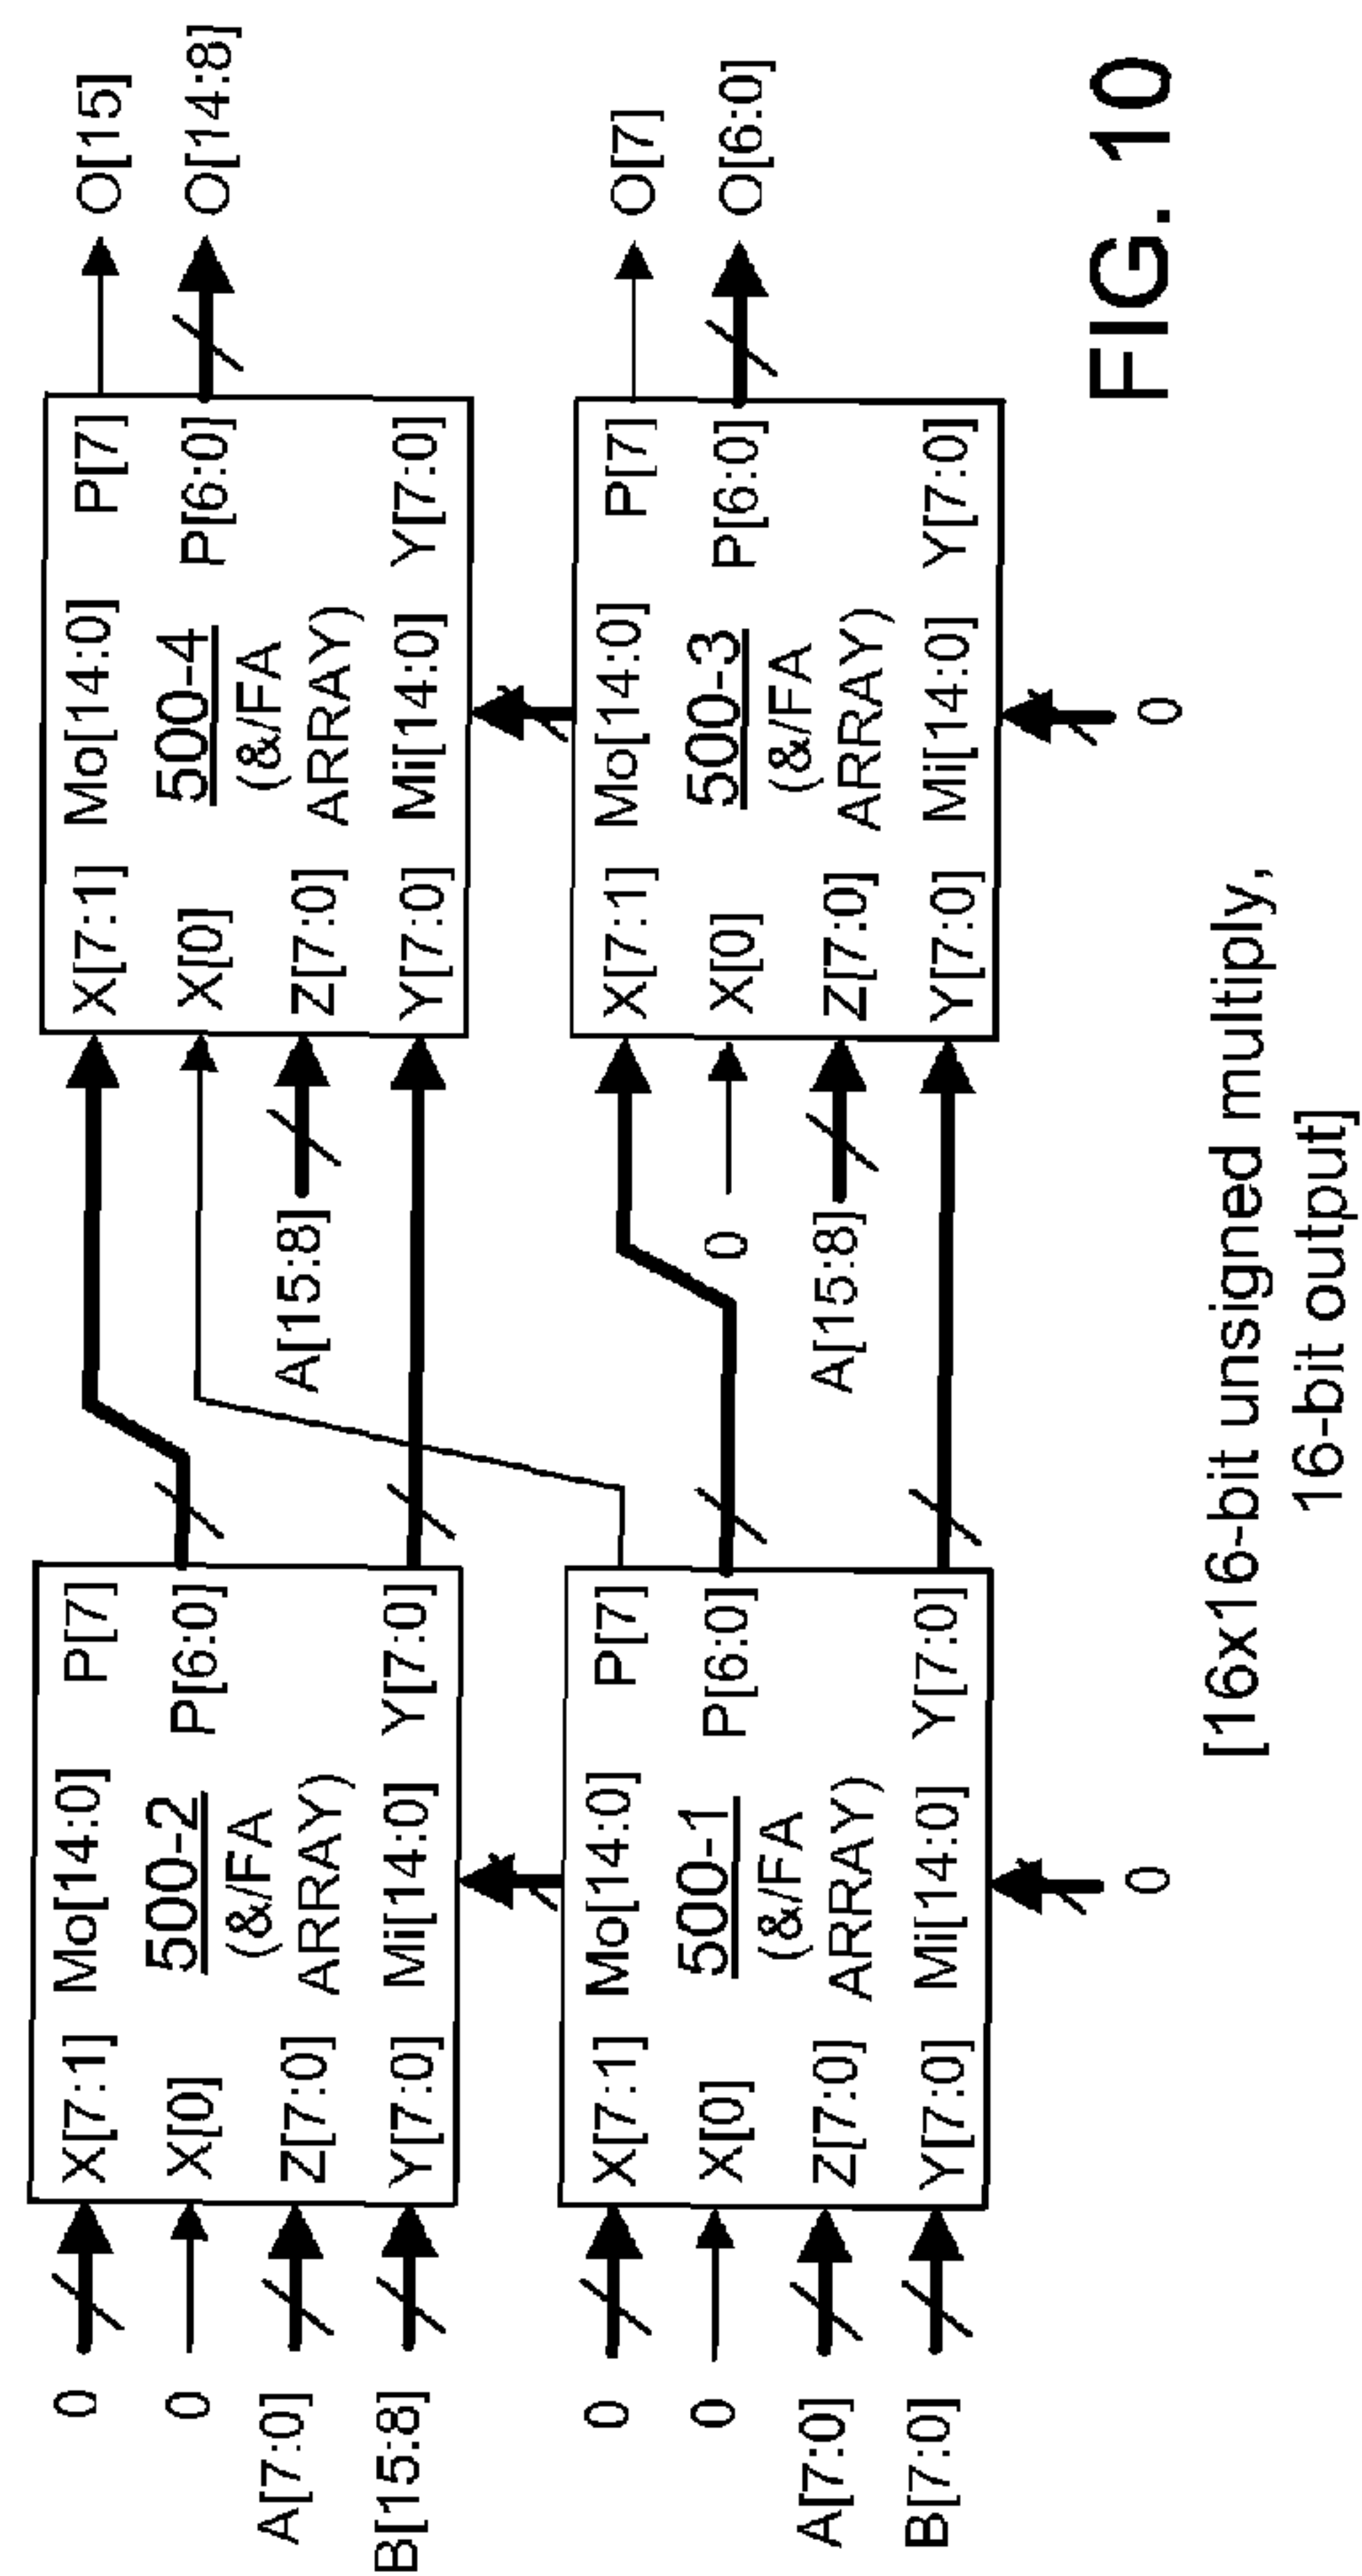 0
0
A[7:0]
B[15:8]
X[7:1] Mo[14:0] P[7]
X[0] 500-2 P[6:0]
(&/FA
Z[7:0] ARRAY)
Y[7:0] Mi[14:0] Y[7:0]
A[15:8]
X[7:1] Mo[14:0] P[7]
X[0] 500-4 P[6:0]
(&/FA
Z[7:0] ARRAY)
Y[7:0] Mi[14:0] Y[7:0]
O[15]
O[14:8]
0
0
A[7:0]
B[7:0]
X[7:1] Mo[14:0] P[7]
X[0] 500-1 P[6:0]
(&/FA
Z[7:0] ARRAY)
Y[7:0] Mi[14:0] Y[7:0]
0
0
A[15:8]
X[7:1] Mo[14:0] P[7]
X[0] 500-3 P[6:0]
(&/FA
Z[7:0] ARRAY)
Y[7:0] Mi[14:0] Y[7:0]
0
O[7]
O[6:0]
[16x16-bit unsigned multiply,
16-bit output]
FIG. 10